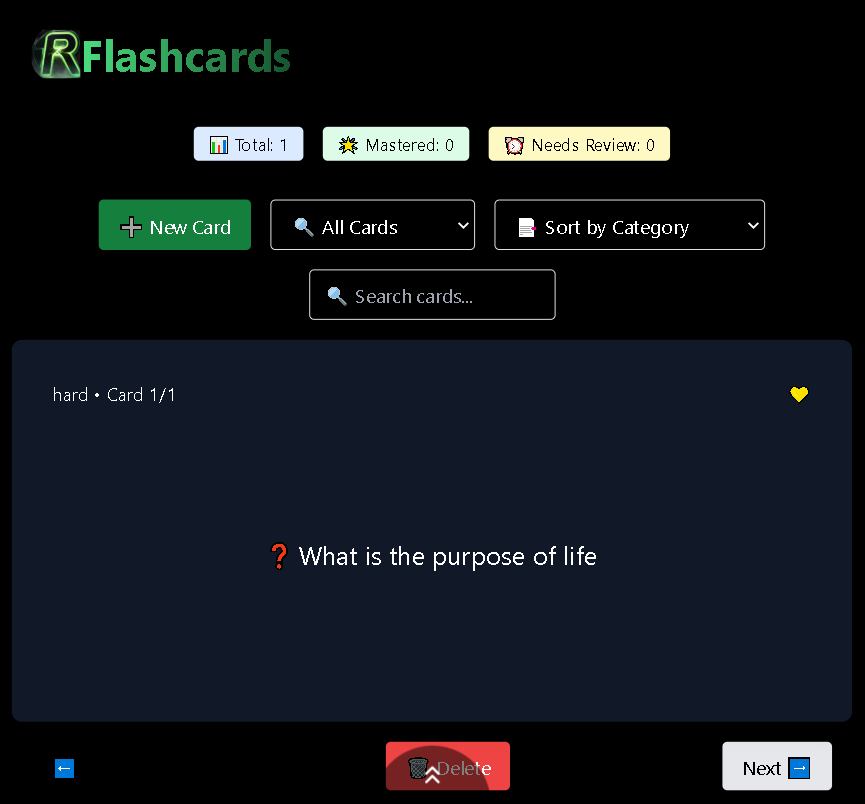 RFlashcards
Total: 1 Mastered: 0 Needs Review: 0
New Card All Cards Sort by Category
Search cards...
hard • Card 1/1
What is the purpose of life
Delete Next